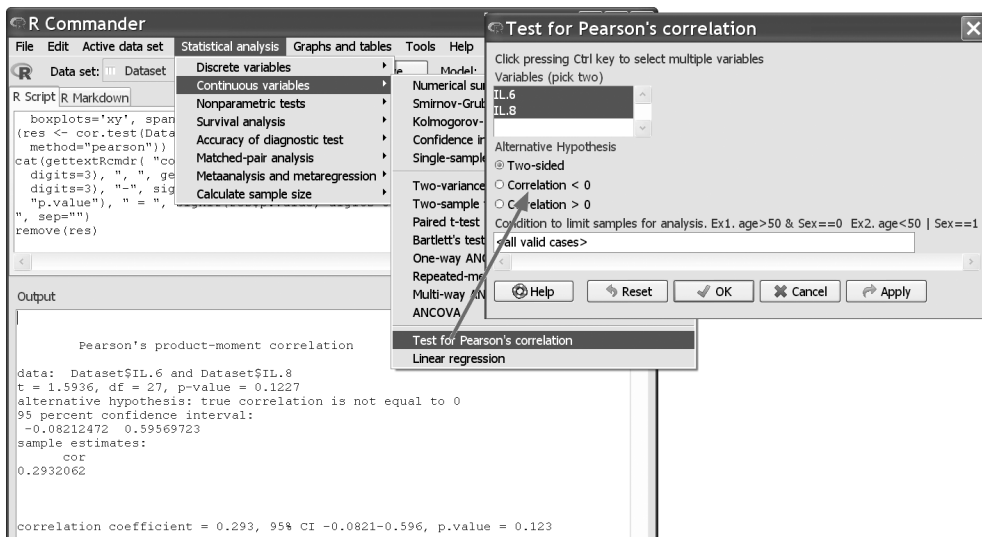 R Commander
File Edit Active data set Statistical analysis Graphs and tables Tools Help
Data set: Dataset
Model:
R Script R Markdown
boxplots='xy', span
(res <- cor.test(Data
method="pearson"))
cat(gettextRcmdr( "co
digits=3), ", ", ge
digits=3), "-", sig
"p.value"), " = ",
", sep="")
remove(res)
Discrete variables
Continuous variables
Nonparametric tests
Survival analysis
Accuracy of diagnostic test
Matched-pair analysis
Metaanalysis and metaregression
Calculate sample size
Numerical su
Smirnov-Grub
Kolmogorov-
Confidence in
Single-sample
Two-variance
Two-sample
Paired t-test
Bartlett's test
One-way AN
Repeated-me
Multi-way AN
ANCOVA
Test for Pearson's correlation
Linear regression
Test for Pearson's correlation
Click pressing Ctrl key to select multiple variables
Variables (pick two)
IL.6
IL.8
Alternative Hypothesis
Two-sided
Correlation < 0
Correlation > 0
Condition to limit samples for analysis. Ex1. age>50 & Sex==0 Ex2. age<50 | Sex==1
<all valid cases>
Help Reset OK Cancel Apply
Output
Pearson's product-moment correlation
data: Dataset$IL.6 and Dataset$IL.8
t = 1.5936, df = 27, p-value = 0.1227
alternative hypothesis: true correlation is not equal to 0
95 percent confidence interval:
-0.08212472 0.59569723
sample estimates:
cor
0.2932062
correlation coefficient = 0.293, 95% CI -0.0821-0.596, p.value = 0.123